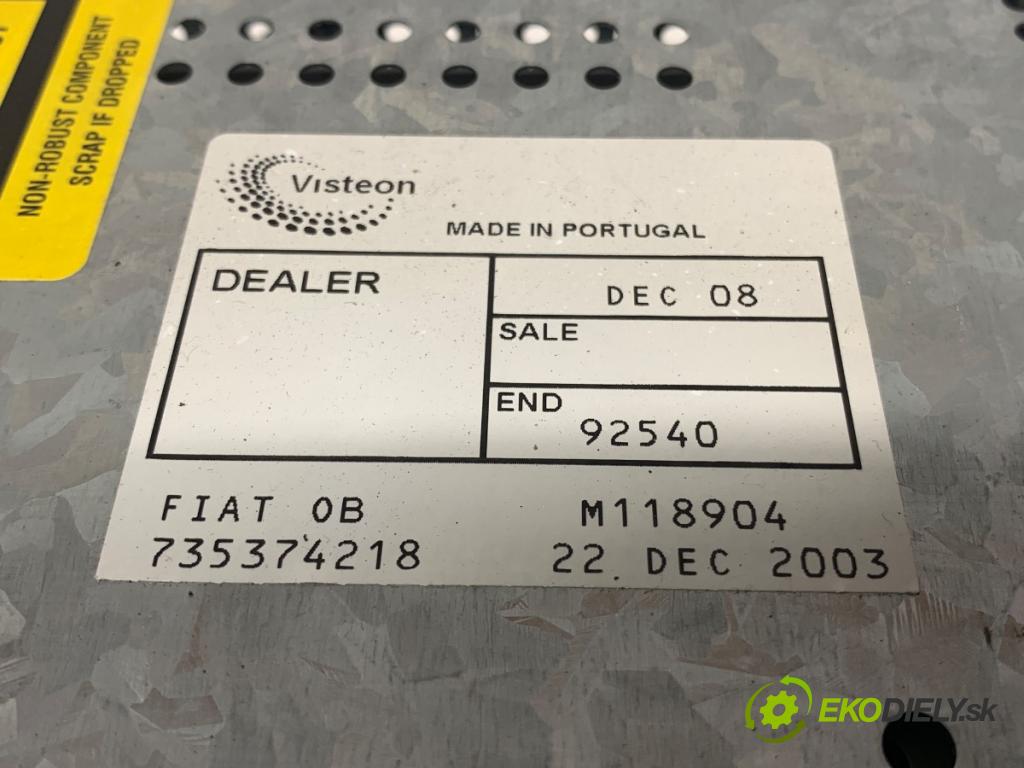 NON-ROBUST COMPONENT
SCRAP IF DROPPED
Visteon
MADE IN PORTUGAL
DEALER
DEC 08
SALE
END
92540
FIAT 0B
735374218
M118904
22. DEC 2003
EKODIELY.sk